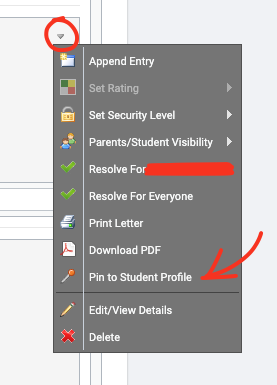 Append Entry
Set Rating
Set Security Level
Parents/Student Visibility
Resolve For
Resolve For Everyone
Print Letter
Download PDF
Pin to Student Profile
Edit/View Details
Delete